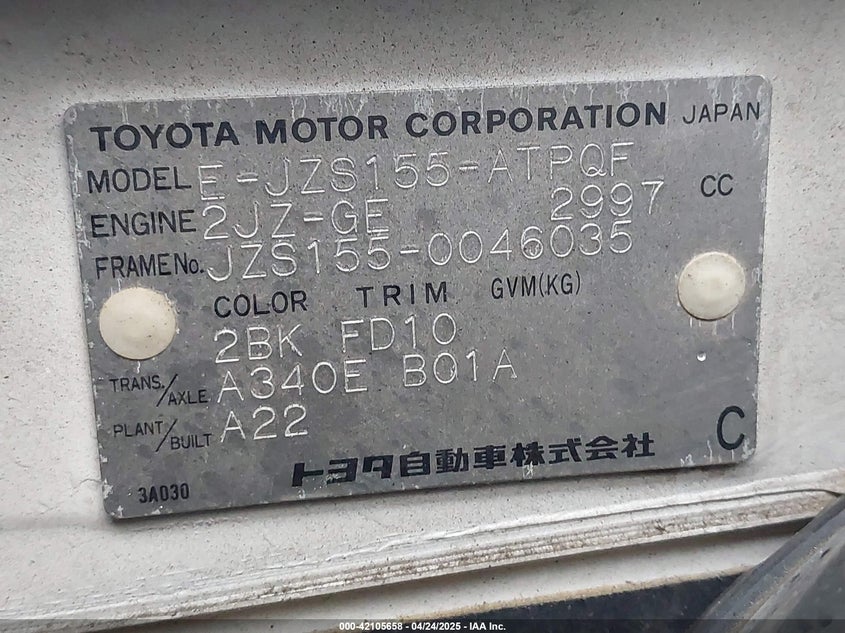 TOYOTA MOTOR CORPORATION JAPAN
MODEL E-JZS155-ATPQF
ENGINE 2JZ-GE 2997 CC
FRAME No. JZS155-0046035
COLOR TRIM GVM(KG)
2BK FD10
TRANS./AXLE A340E B01A
PLANT/BUILT A22
C
トヨタ自動車株式会社
3A030
000-42105658 - 04/24/2025 - IAA Inc.